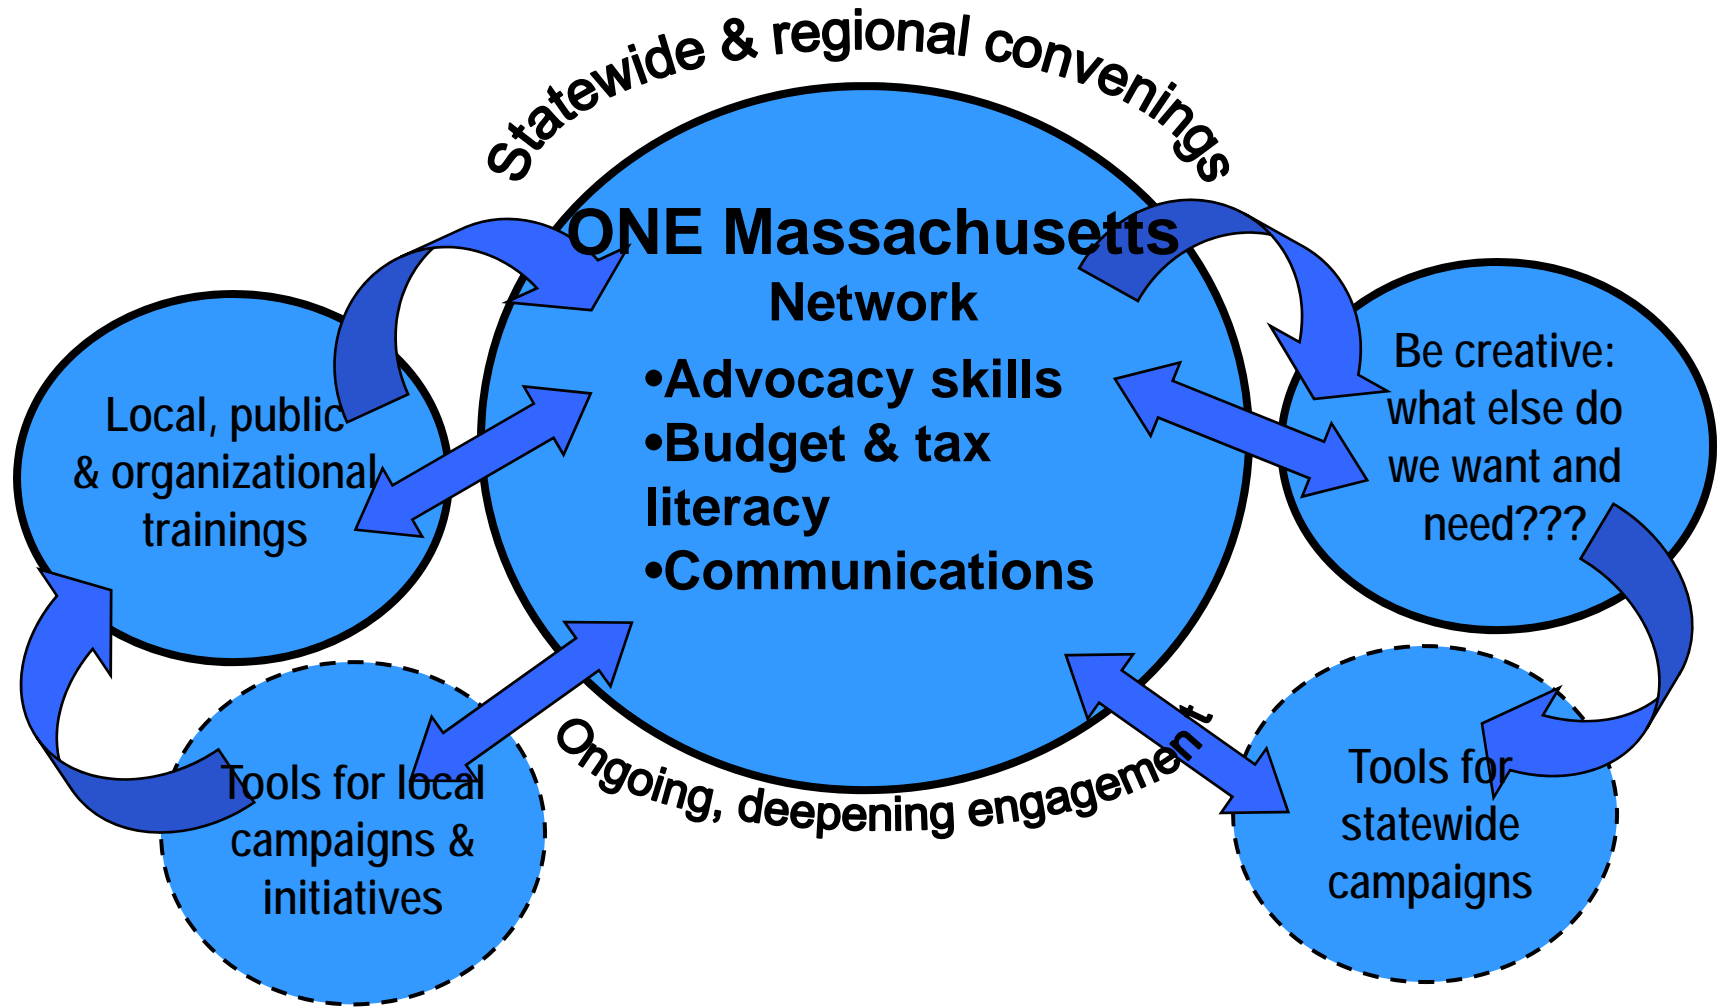 Statewide & regional convenings
ONE Massachusetts
Network
•Advocacy skills
•Budget & tax
literacy
•Communications
Local, public
& organizational
trainings
Be creative:
what else do
we want and
need???
Tools for local
campaigns &
initiatives
Ongoing, deepening engagement
Tools for
statewide
campaigns